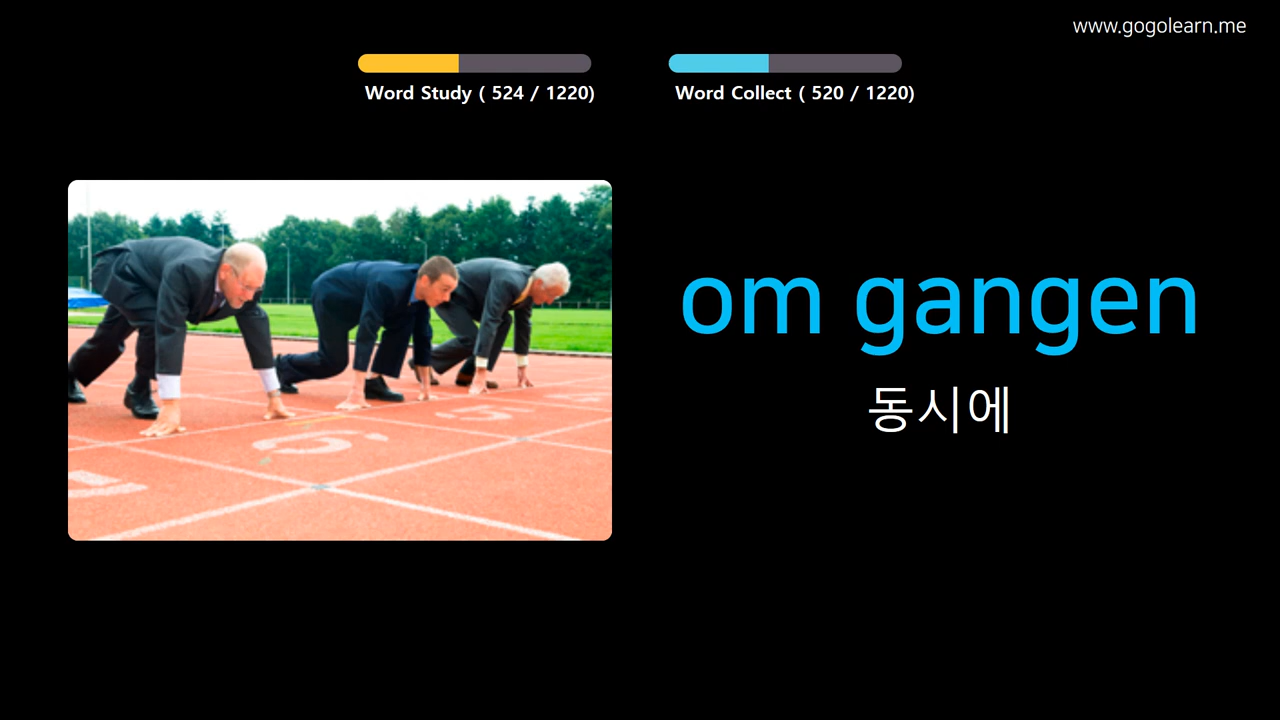 www.gogolearn.me
Word Study ( 524 / 1220)
Word Collect ( 520 / 1220)
om gangen
동시에